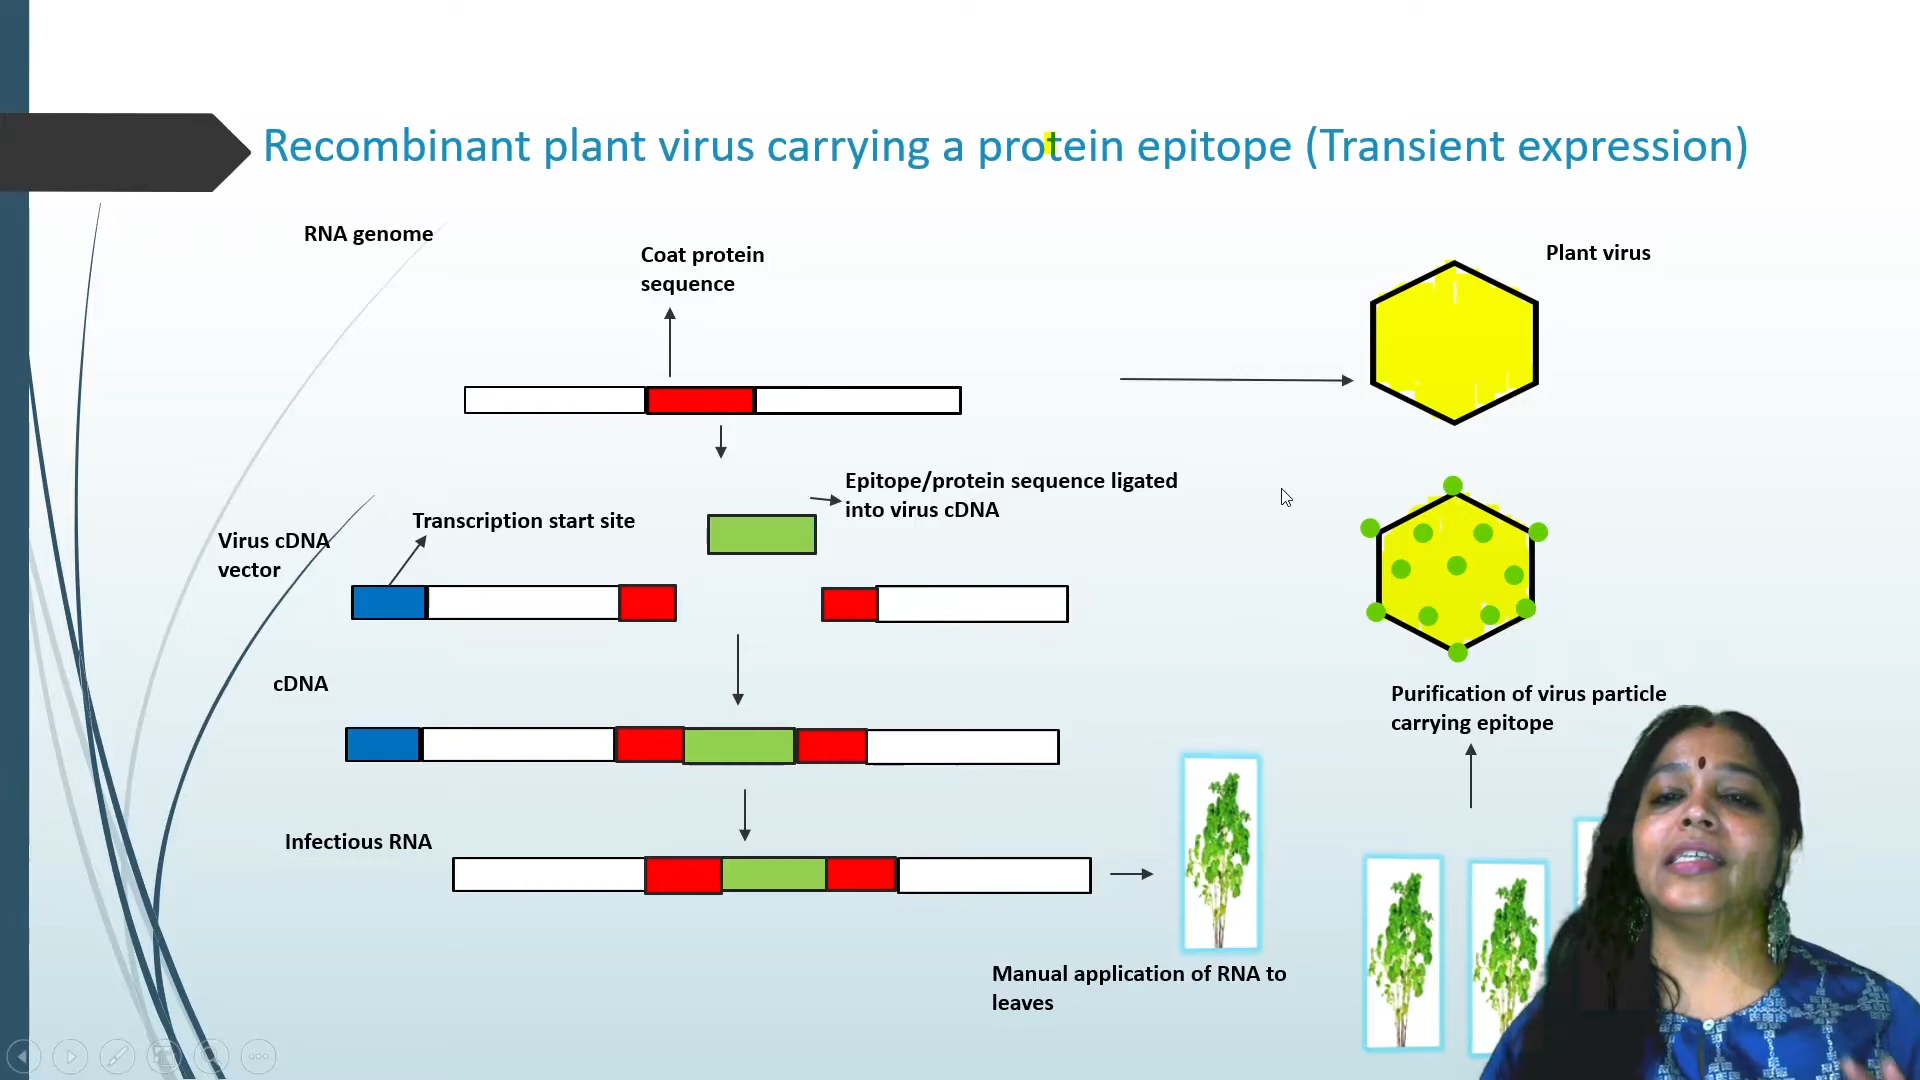 Recombinant plant virus carrying a protein epitope (Transient expression)
RNA genome
Coat protein
sequence
Plant virus
Epitope/protein sequence ligated
into virus cDNA
Transcription start site
Virus cDNA
vector
cDNA
Purification of virus particle
carrying epitope
Infectious RNA
Manual application of RNA to
leaves